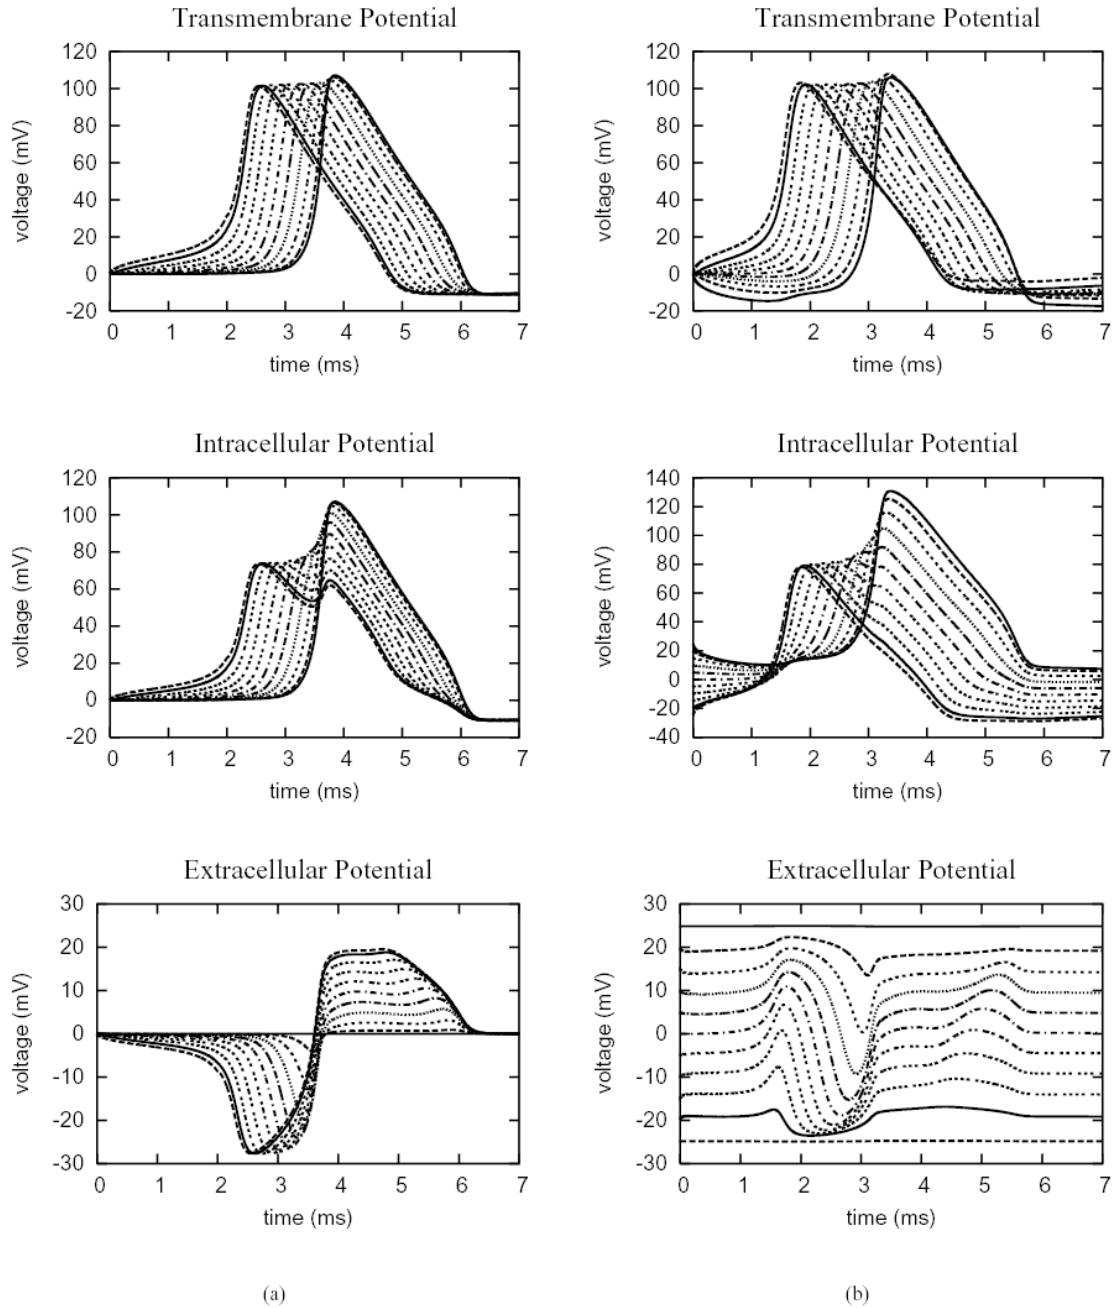 Transmembrane Potential
120
100
80
60
40
20
0
-20
voltage (mV)
0 1 2 3 4 5 6 7
time (ms)
Transmembrane Potential
120
100
80
60
40
20
0
-20
voltage (mV)
0 1 2 3 4 5 6 7
time (ms)
Intracellular Potential
120
100
80
60
40
20
0
-20
voltage (mV)
0 1 2 3 4 5 6 7
time (ms)
Intracellular Potential
140
120
100
80
60
40
20
0
-20
-40
voltage (mV)
0 1 2 3 4 5 6 7
time (ms)
Extracellular Potential
30
20
10
0
-10
-20
-30
voltage (mV)
0 1 2 3 4 5 6 7
time (ms)
Extracellular Potential
30
20
10
0
-10
-20
-30
voltage (mV)
0 1 2 3 4 5 6 7
time (ms)
(a)
(b)